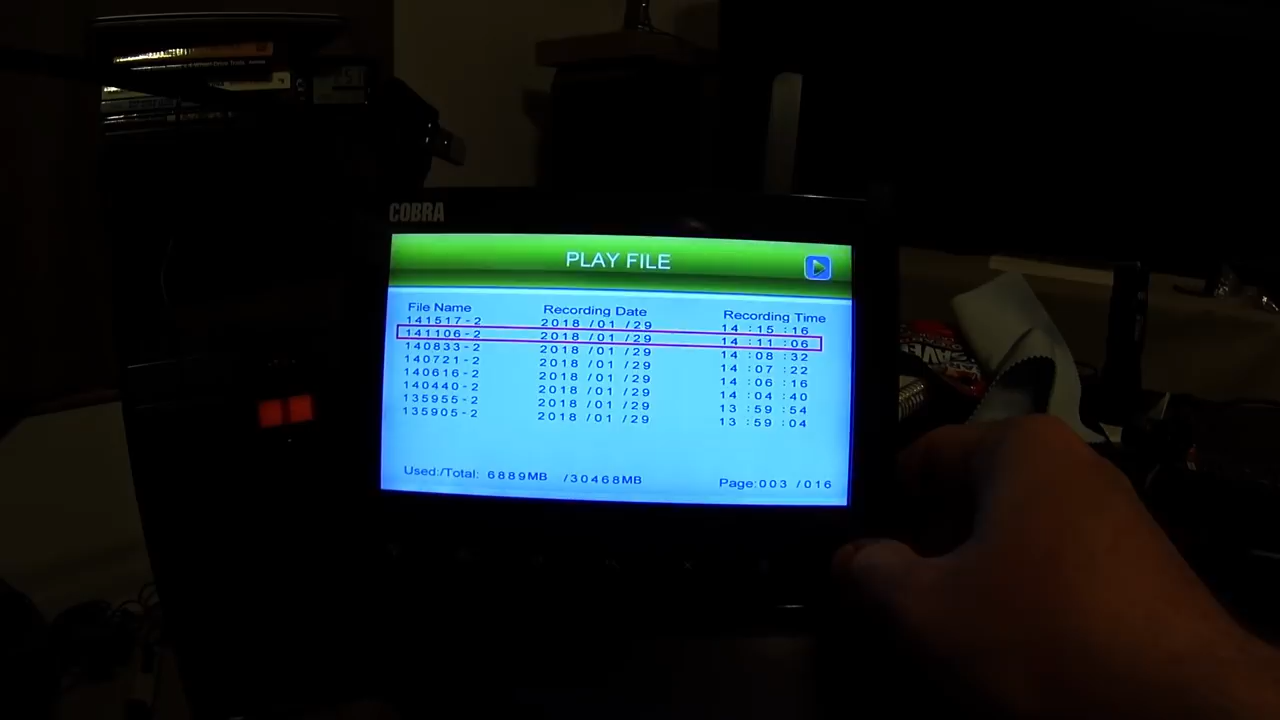 COBRA
PLAY FILE
File Name Recording Date Recording Time
141517-2 2018 /01 /29 14 :15 :16
141106-2 2018 /01 /29 14 :11 :06
140833-2 2018 /01 /29 14 :08 :32
140721-2 2018 /01 /29 14 :07 :22
140616-2 2018 /01 /29 14 :06 :16
140440-2 2018 /01 /29 14 :04 :40
135955-2 2018 /01 /29 13 :59 :54
135905-2 2018 /01 /29 13 :59 :04
Used:/Total: 6889MB /30468MB Page:003 /016